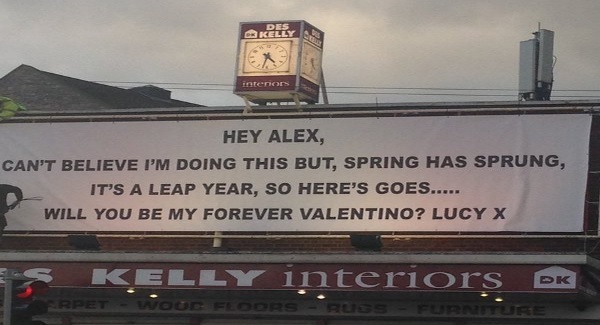 DES
KELLY
interiors
HEY ALEX,
CAN'T BELIEVE I'M DOING THIS BUT, SPRING HAS SPRUNG,
IT'S A LEAP YEAR, SO HERE'S GOES.....
WILL YOU BE MY FOREVER VALENTINO? LUCY X
S KELLY interiors DK
CARPET - WOOD FLOORS - RUGS - FURNITURE